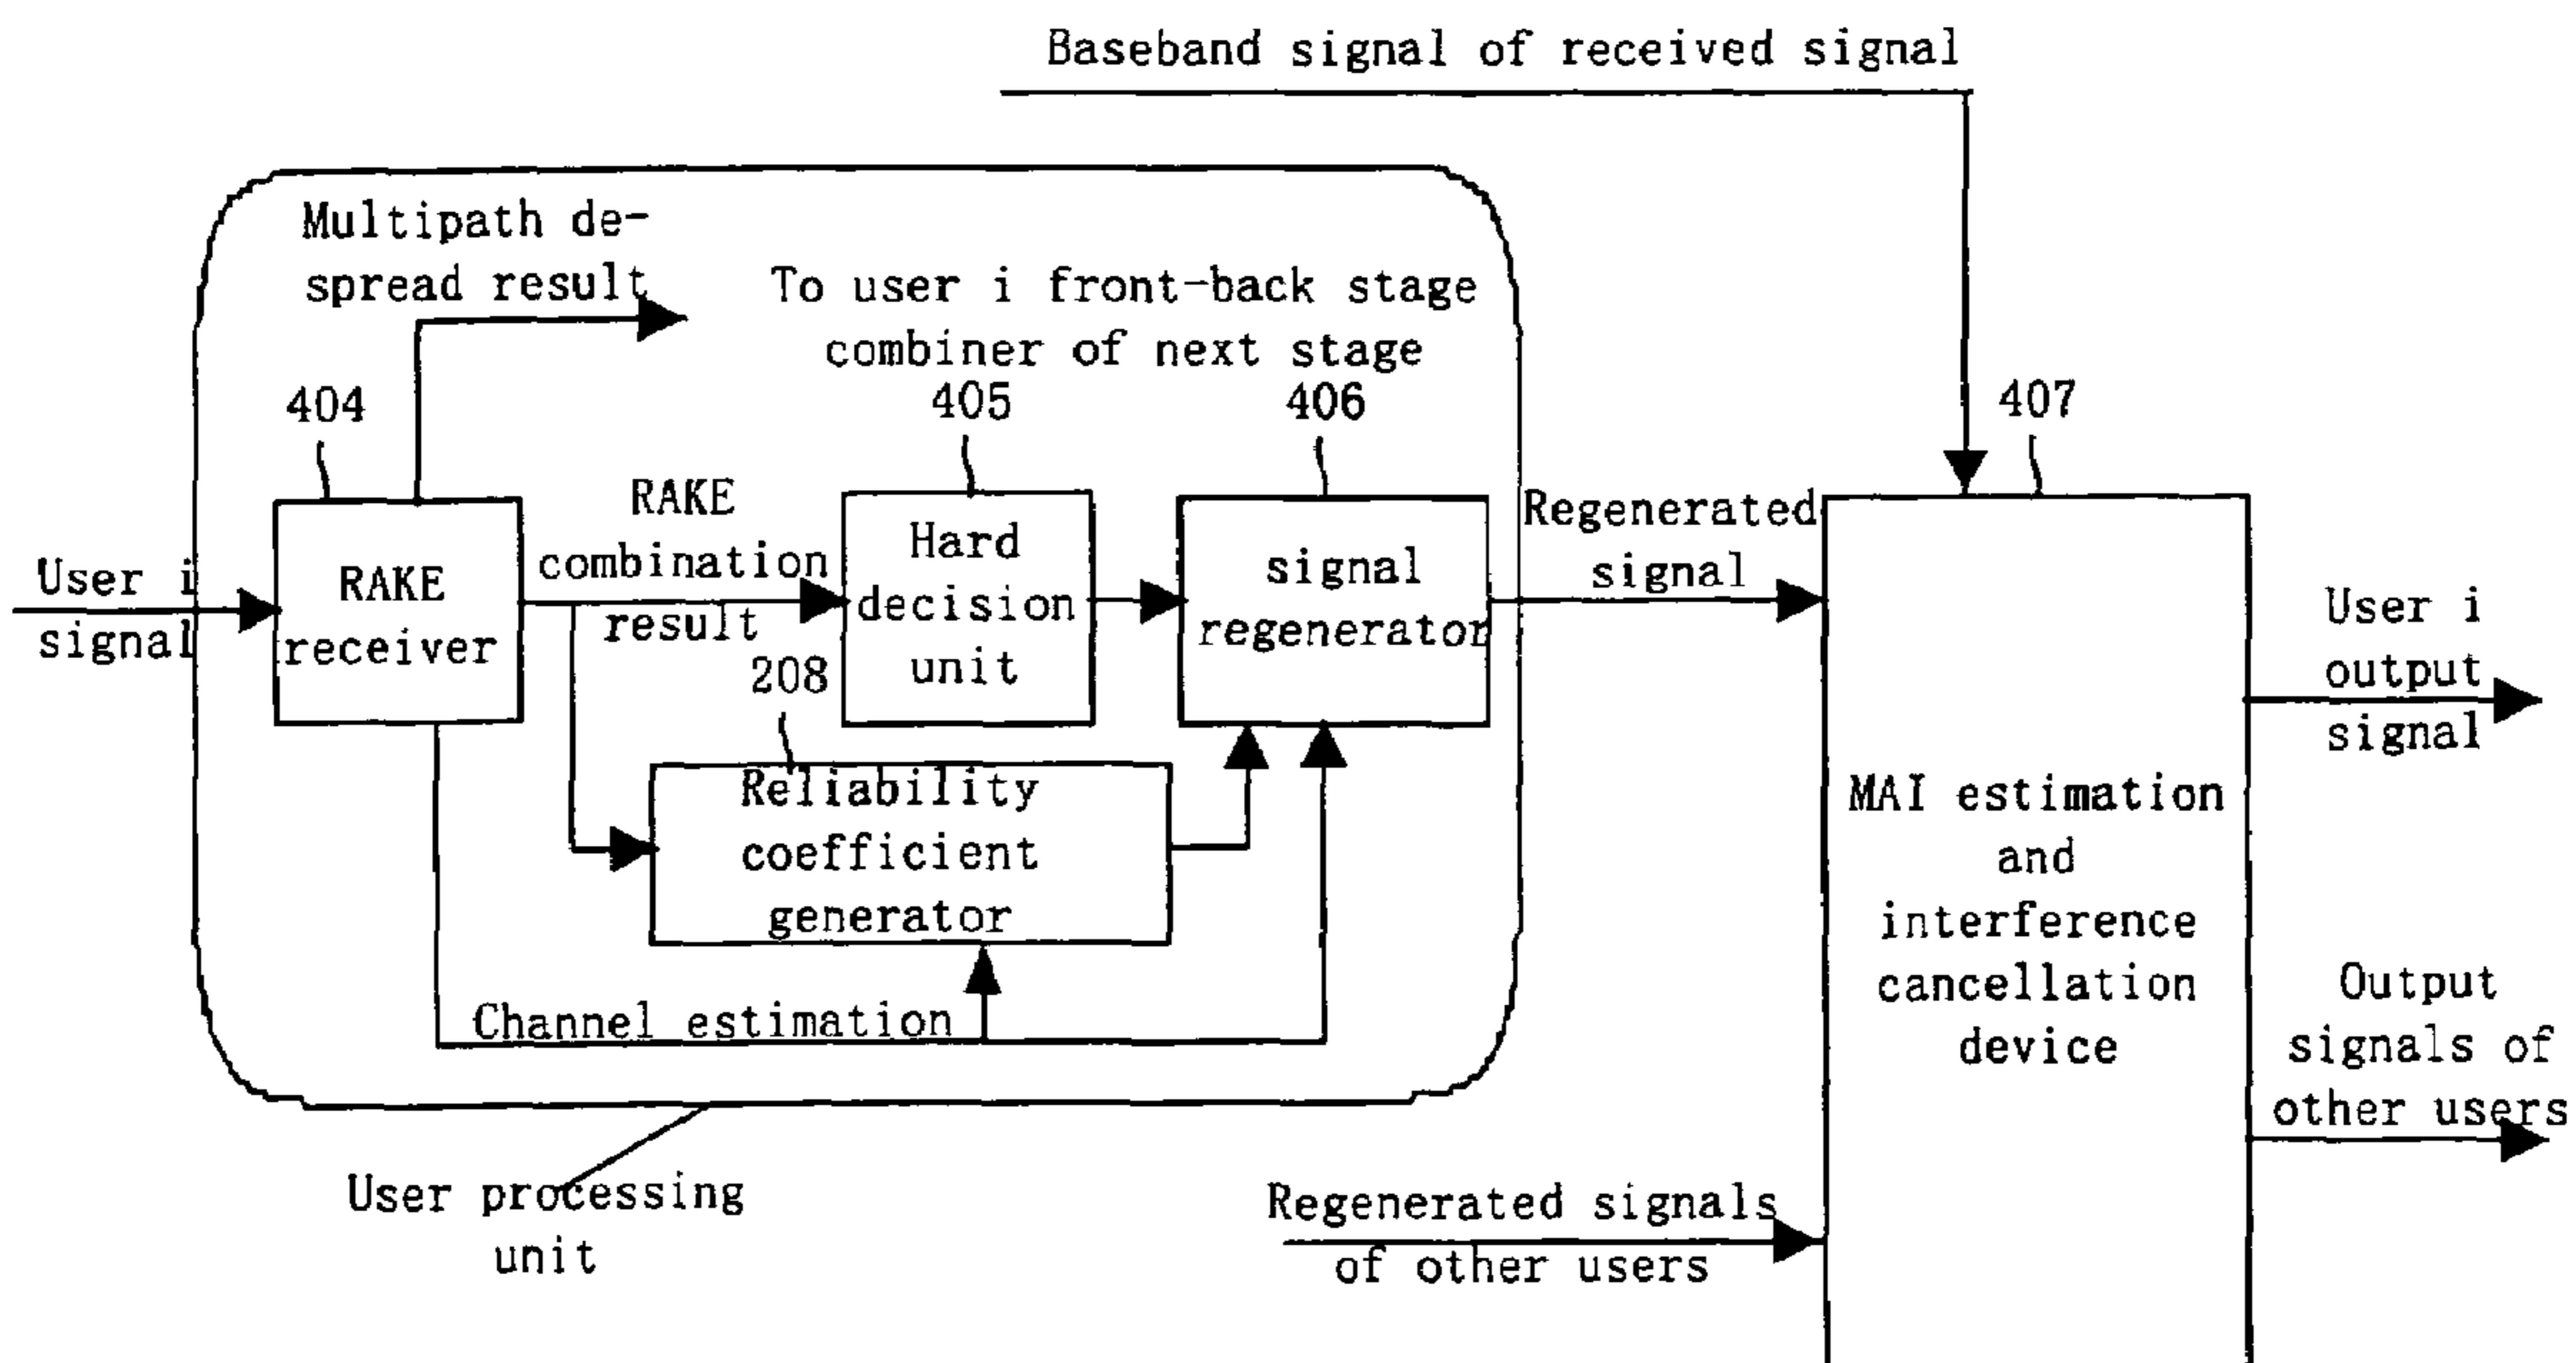 Baseband signal of received signal
Multipath de-
spread result
To user i front-back stage
combiner of next stage
404
405
406
407
User i
signal
RAKE
receiver
RAKE
combination
result
208
Hard
decision
unit
signal
regenerator
Regenerated
signal
Reliability
coefficient
generator
Channel estimation
User processing
unit
MAI estimation
and
interference
cancellation
device
User i
output
signal
Output
signals of
other users
Regenerated signals
of other users